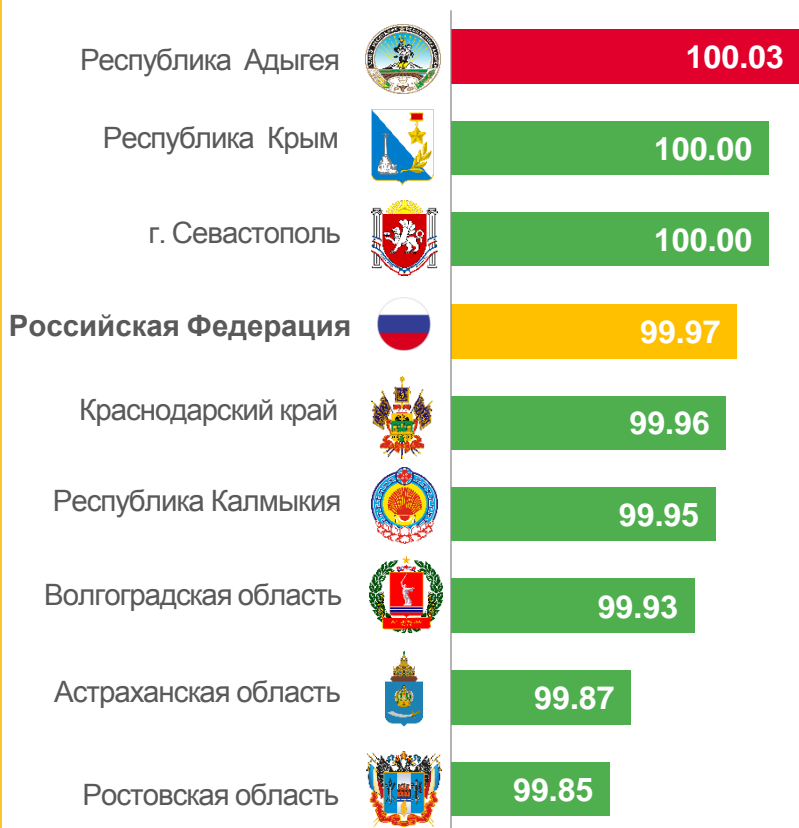 Республика Адыгея 100.03
Республика Крым 100.00
г. Севастополь 100.00
Российская Федерация 99.97
Краснодарский край 99.96
Республика Калмыкия 99.95
Волгоградская область 99.93
Астраханская область 99.87
Ростовская область 99.85